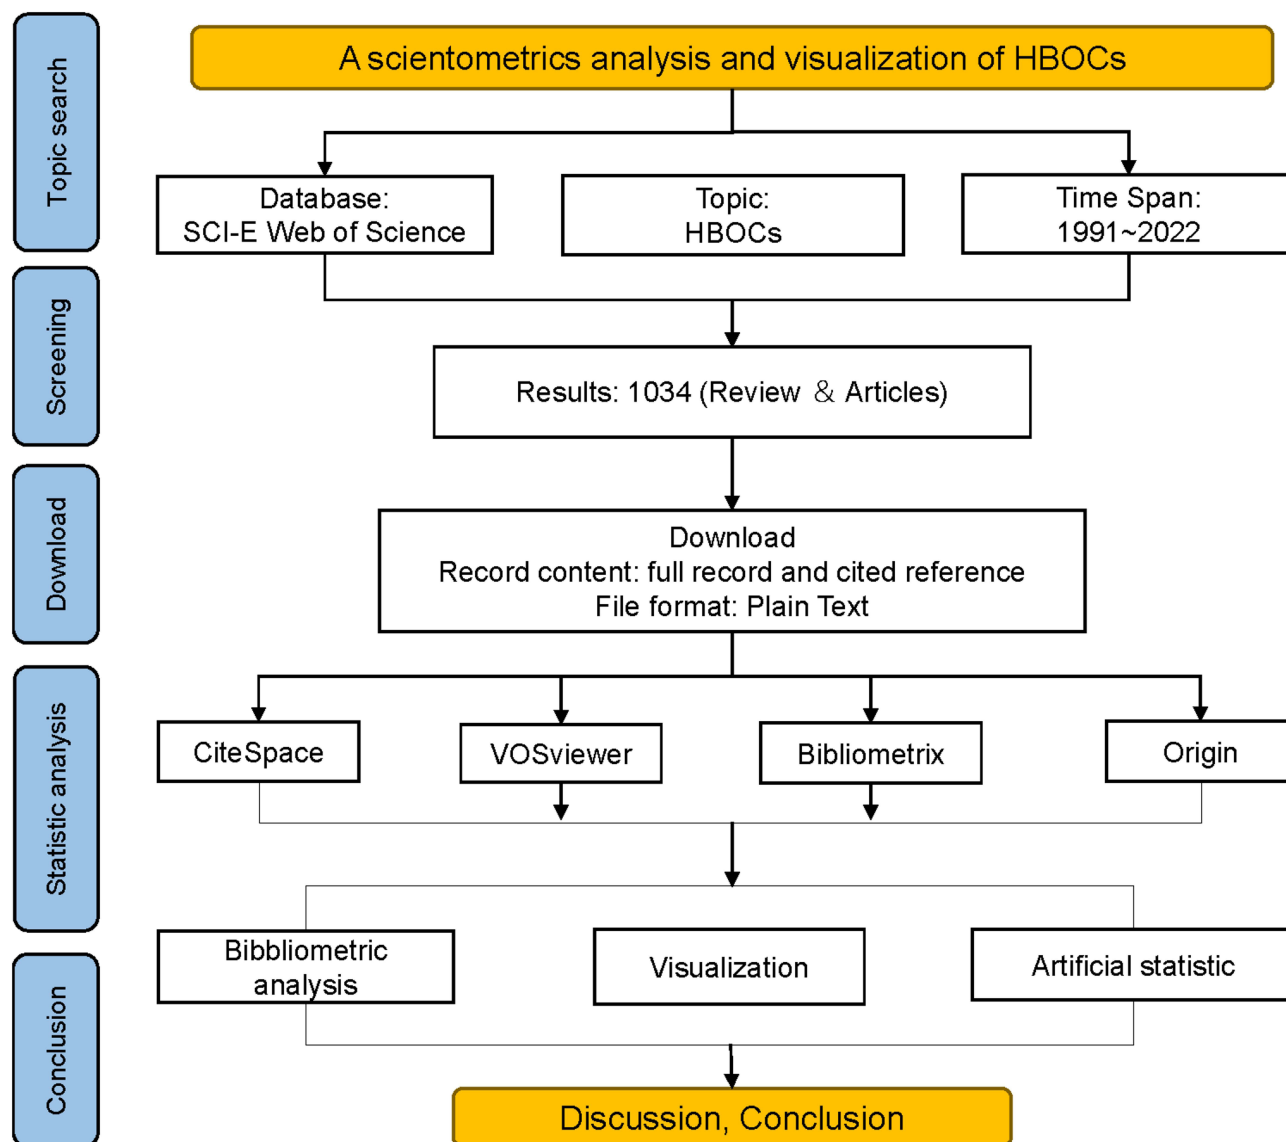 A scientometrics analysis and visualization of HBOCs
Topic search
Database:
SCI-E Web of Science
Topic:
HBOCs
Time Span:
1991~2022
Screening
Results: 1034 (Review & Articles)
Download
Download
Record content: full record and cited reference
File format: Plain Text
Statistic analysis
CiteSpace
VOSviewer
Bibliometrix
Origin
Bibbliometric
analysis
Visualization
Artificial statistic
Conclusion
Discussion, Conclusion